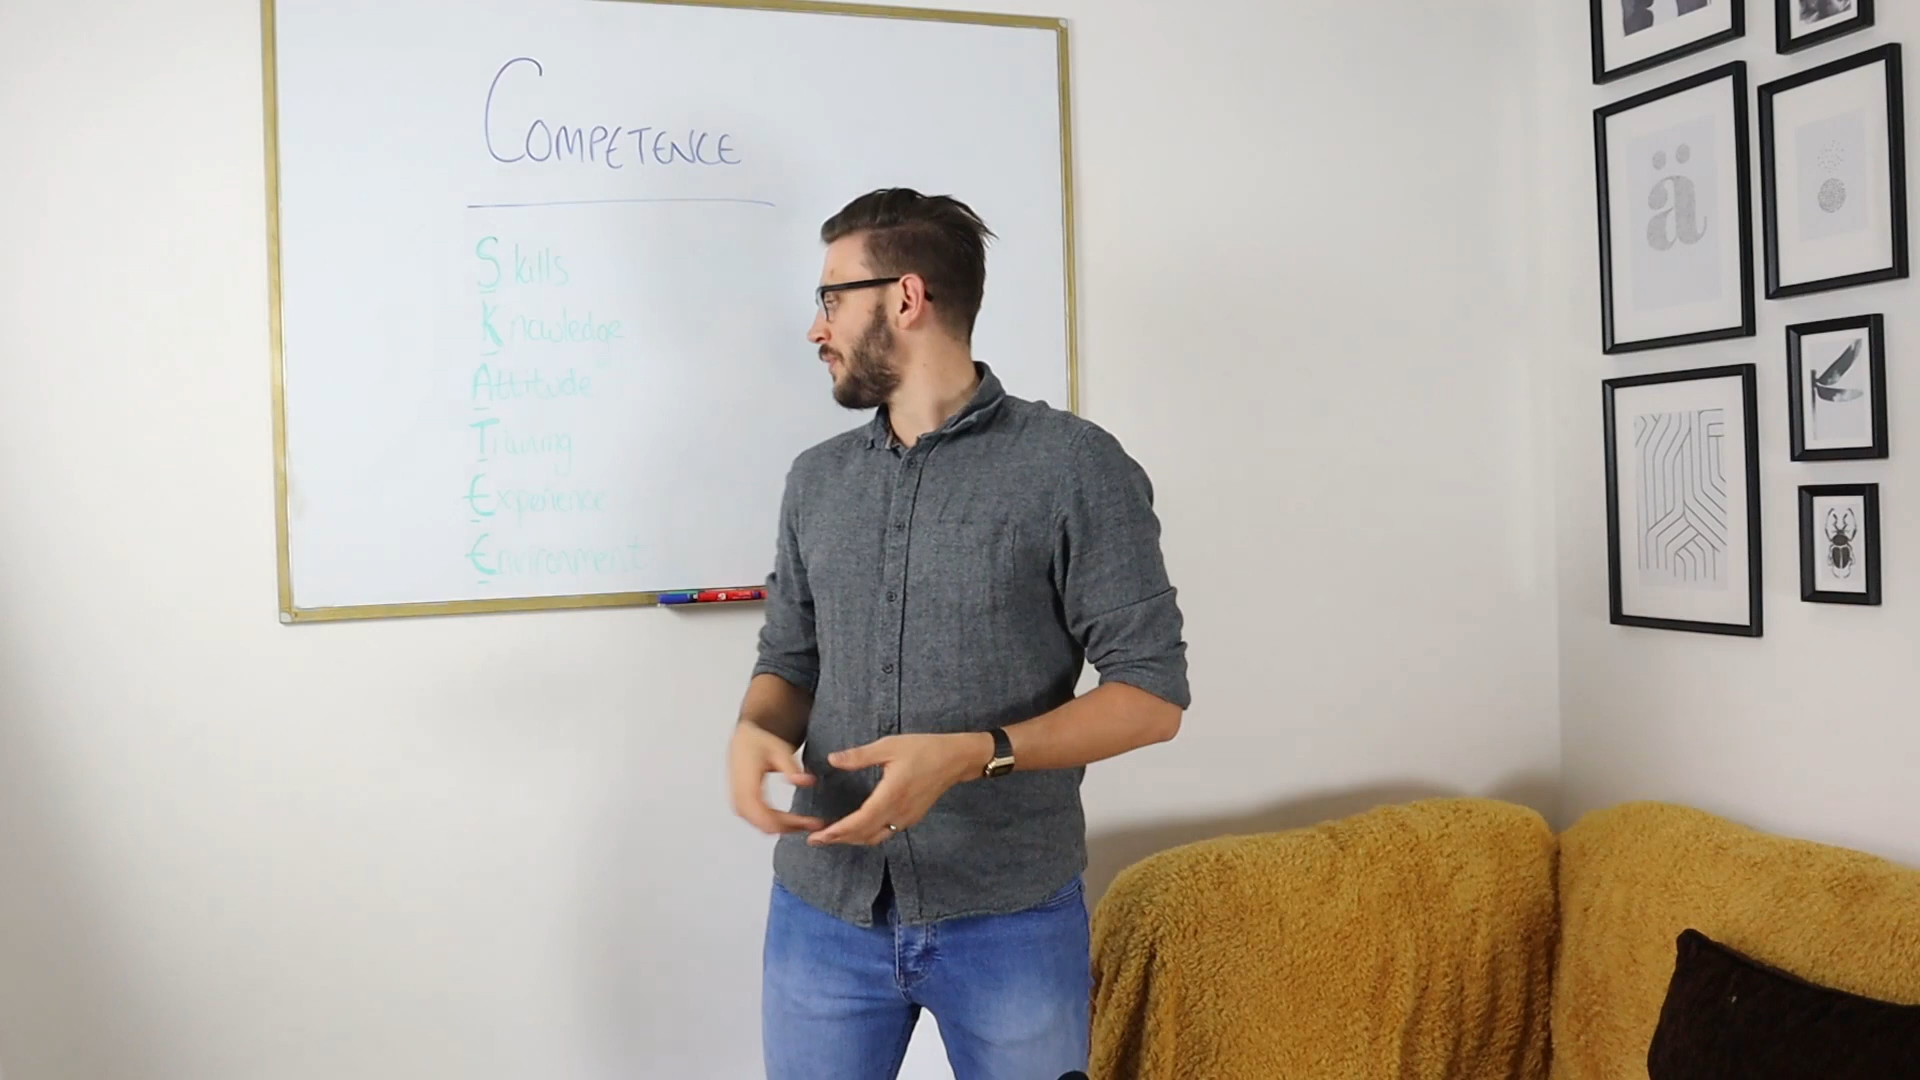 COMPETENCE
Skills
Knowledge
Attitude
Training
Experience
Environment
ä